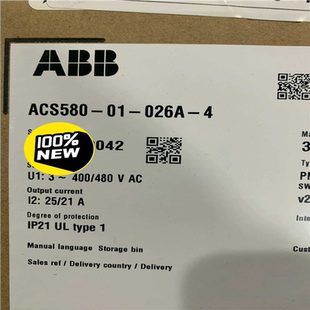 ABB
ACS580-01-026A-4
042
100%
NEW
U1: 3~ 400/480 V AC
Output current
I2: 25/21 A
Degree of protection
IP21 UL type 1
Manual language Storage bin
Sales ref / Delivery country / Delivery
Ma
3
Ty
v2
Inte
Cust